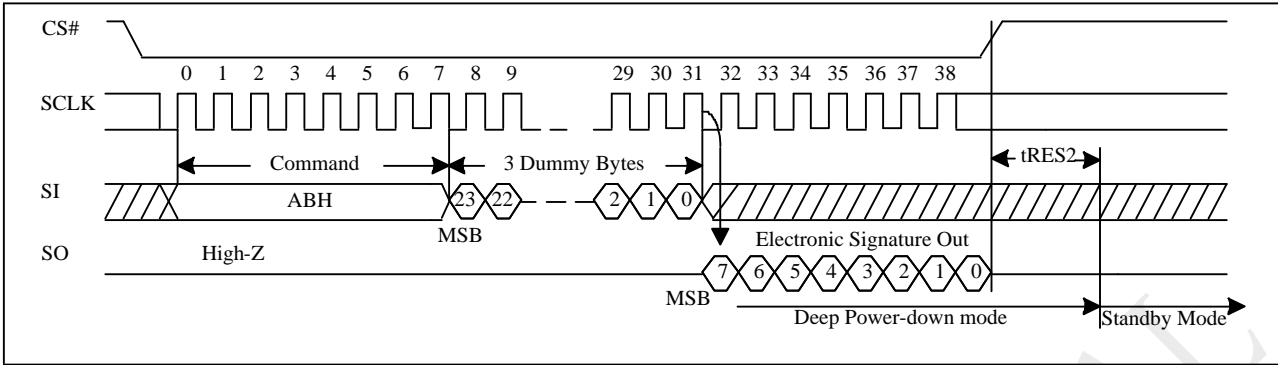 CS#
0 1 2 3 4 5 6 7 8 9 29 30 31 32 33 34 35 36 37 38
SCLK
Command 3 Dummy Bytes tRES2
SI ABH 23 22 2 1 0
MSB
SO High-Z Electronic Signature Out
7 6 5 4 3 2 1 0
MSB
Deep Power-down mode Standby Mode